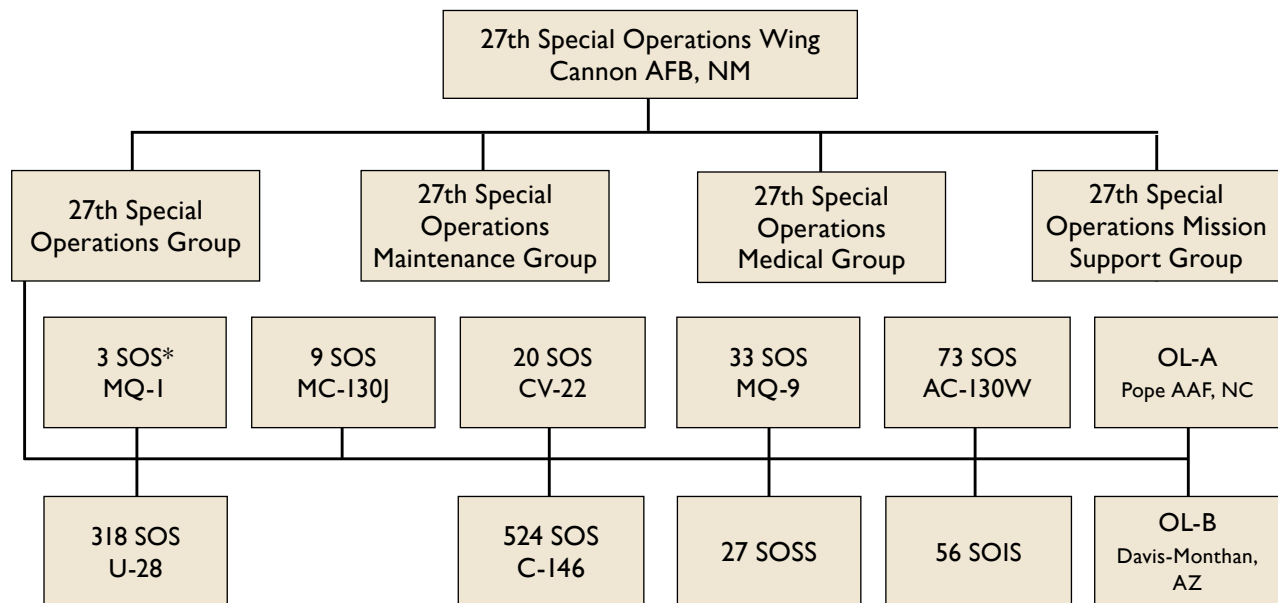 27th Special Operations Wing
Cannon AFB, NM
27th Special
Operations Group
27th Special
Operations
Maintenance Group
27th Special
Operations
Medical Group
27th Special
Operations Mission
Support Group
3 SOS*
MQ-1
9 SOS
MC-130J
20 SOS
CV-22
33 SOS
MQ-9
73 SOS
AC-130W
OL-A
Pope AAF, NC
318 SOS
U-28
524 SOS
C-146
27 SOSS
56 SOIS
OL-B
Davis-Monthan,
AZ